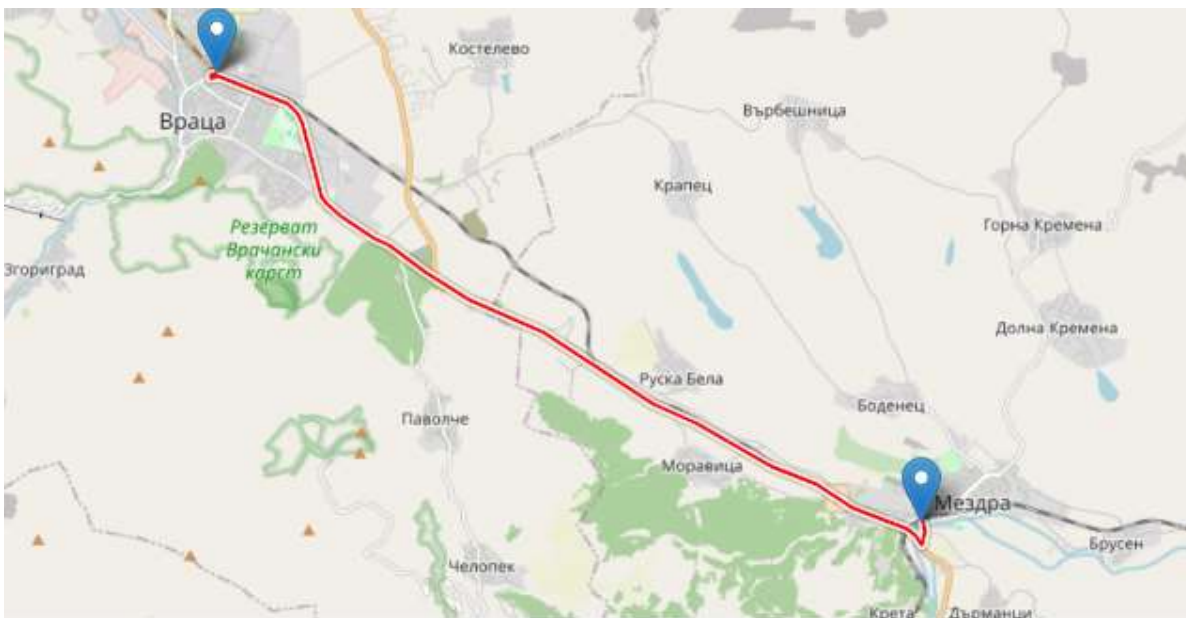 Костелево
Върбешница
Враца
Крапец
Резерват
Врачански
карст
Горна Кремена
Згориград
Долна Кремена
Руска Бела
Боденец
Паволче
Моравица
Мездра
Брусен
Челопек
Крета
Дърманци